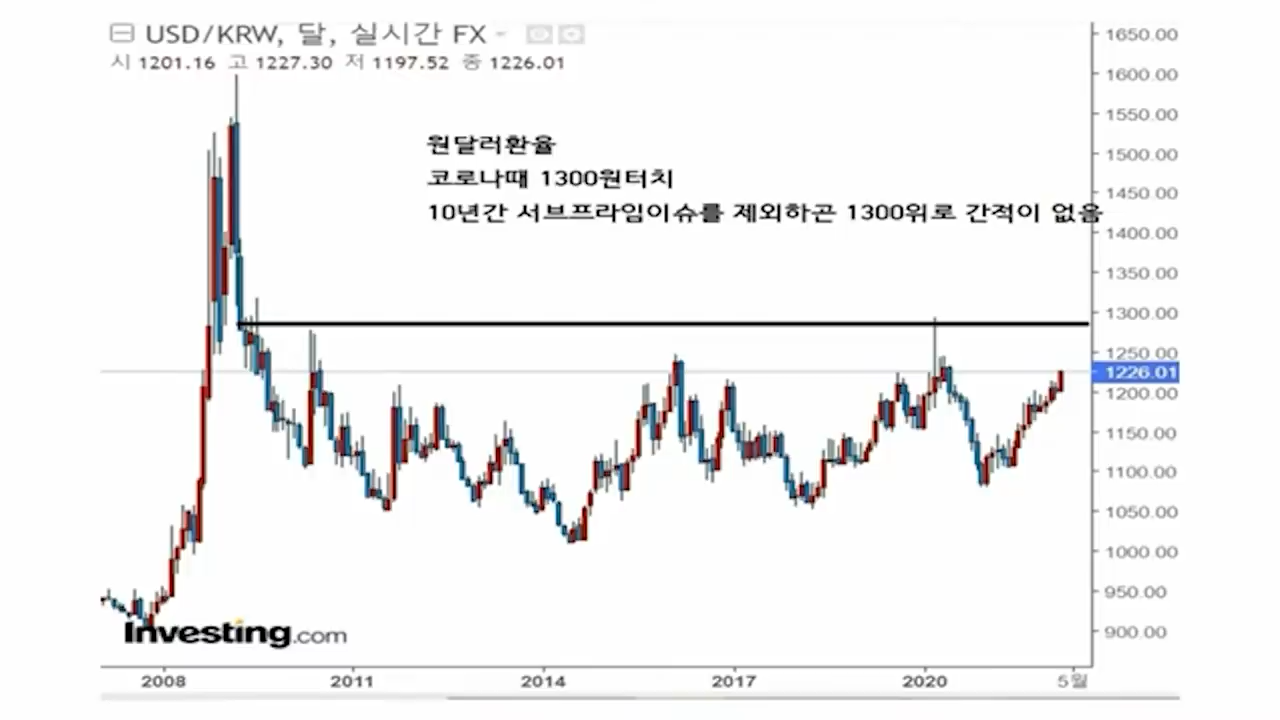 USD/KRW, 달, 실시간 FX
시 1201.16 고 1227.30 저 1197.52 종 1226.01
원달러환율
코로나때 1300원터치
10년간 서브프라임이슈를 제외하곤 1300위로 간적이 없음
1650.00
1600.00
1550.00
1500.00
1450.00
1400.00
1350.00
1300.00
1250.00
1226.01
1200.00
1150.00
1100.00
1050.00
1000.00
950.00
900.00
Investing.com
2008 2011 2014 2017 2020 5월